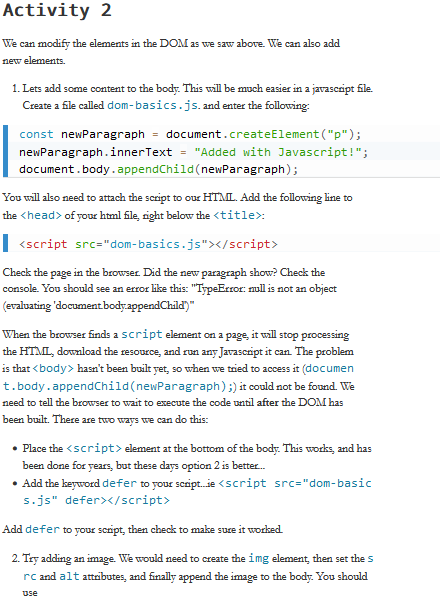 Activity 2
We can modify the elements in the DOM as we saw above. We can also add
new elements.
1. Lets add some content to the body. This will be much easier in a javascript file.
Create a file called dom-basics.js. and enter the following:
const newParagraph = document.createElement("p");
newParagraph.innerText = "Added with Javascript!";
document.body.appendChild(newParagraph);
You will also need to attach the script to our HTML. Add the following line to
the <head> of your html file, right below the <title>:
<script src="dom-basics.js"></script>
Check the page in the browser. Did the new paragraph show? Check the
console. You should see an error like this: "TypeError: null is not an object
(evaluating 'document.body.appendChild')"
When the browser finds a script element on a page, it will stop processing
the HTML, download the resource, and run any Javascript it can. The problem
is that <body> hasn't been built yet, so when we tried to access it (documen
t.body.appendChild(newParagraph);) it could not be found. We
need to tell the browser to wait to execute the code until after the DOM has
been built. There are two ways we can do this:
• Place the <script> element at the bottom of the body. This works, and has
been done for years, but these days option 2 is better...
• Add the keyword defer to your script...ie <script src="dom-basic
s.js" defer></script>
Add defer to your script, then check to make sure it worked.
2. Try adding an image. We would need to create the img element, then set the s
rc and alt attributes, and finally append the image to the body. You should
use